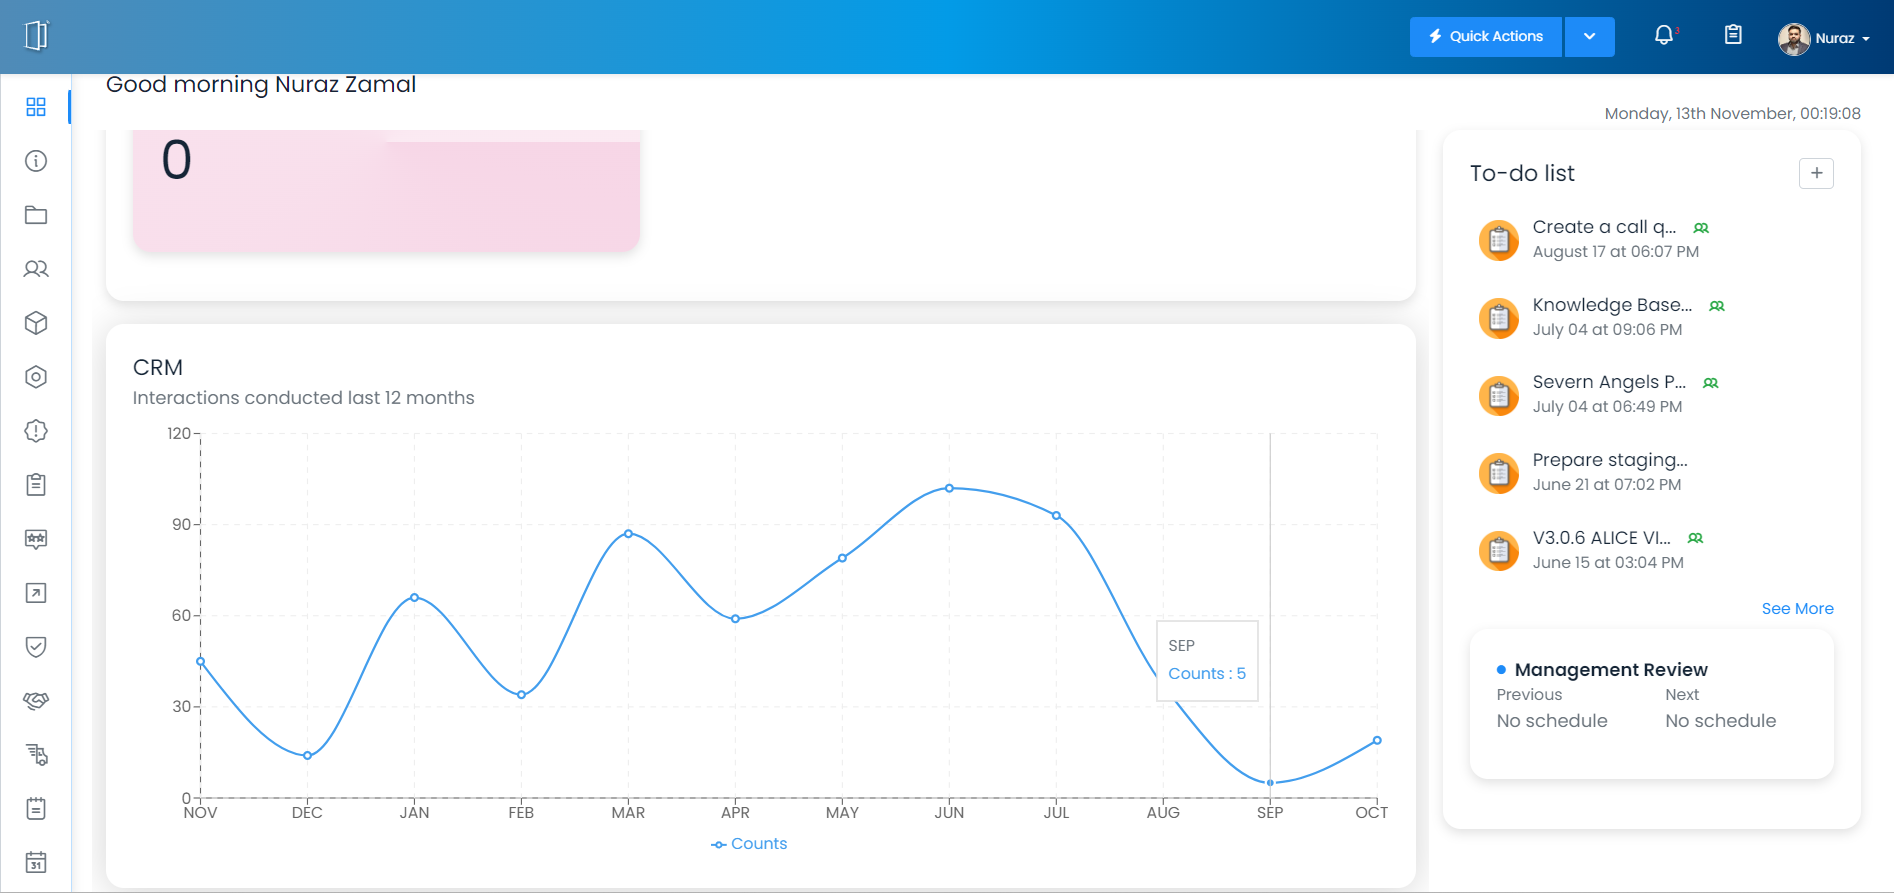 Quick Actions
3
Nuraz
Good morning Nuraz Zamal
Monday, 13th November, 00:19:08
0
To-do list
Create a call q...
August 17 at 06:07 PM
Knowledge Base...
July 04 at 09:06 PM
Severn Angels P...
July 04 at 06:49 PM
Prepare staging...
June 21 at 07:02 PM
V3.0.6 ALICE VI...
June 15 at 03:04 PM
See More
Management Review
Previous Next
No schedule No schedule
CRM
Interactions conducted last 12 months
120
90
60
30
0
SEP
Counts : 5
NOV DEC JAN FEB MAR APR MAY JUN JUL AUG SEP OCT
Counts
31